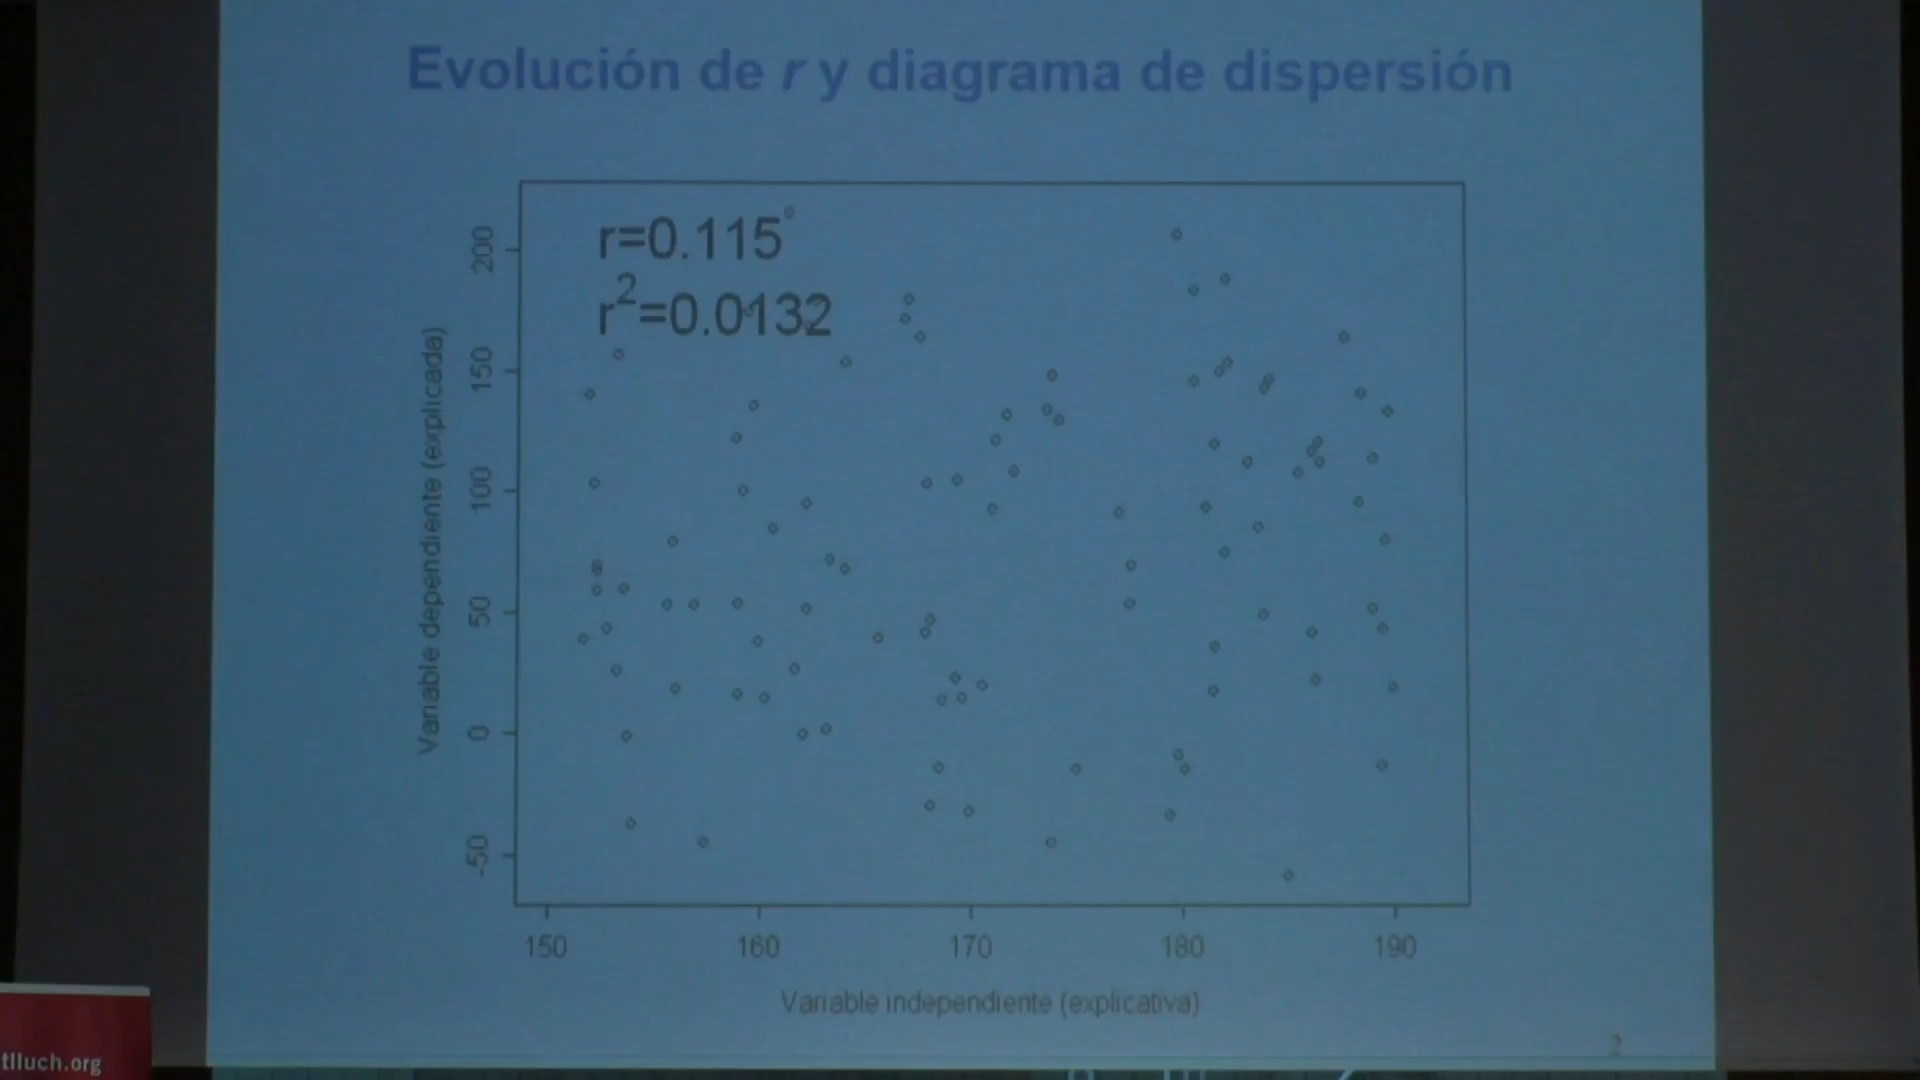 Evolución de r y diagrama de dispersión
r=0.115
r2=0.0132
Variable dependiente (explicada)
200
150
100
50
0
-50
150 160 170 180 190
Variable independiente (explicativa)
2
tlluch.org